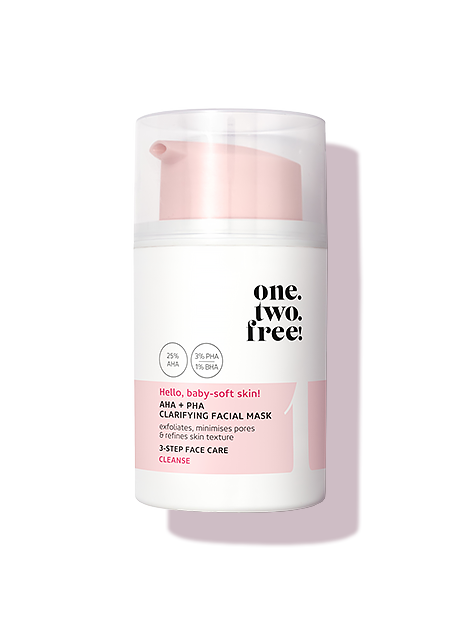 one.
two.
free!
25%
AHA
3% PHA
1% BHA
Hello, baby-soft skin!
AHA + PHA
CLARIFYING FACIAL MASK
exfoliates, minimises pores
& refines skin texture
3-STEP FACE CARE
CLEANSE
1